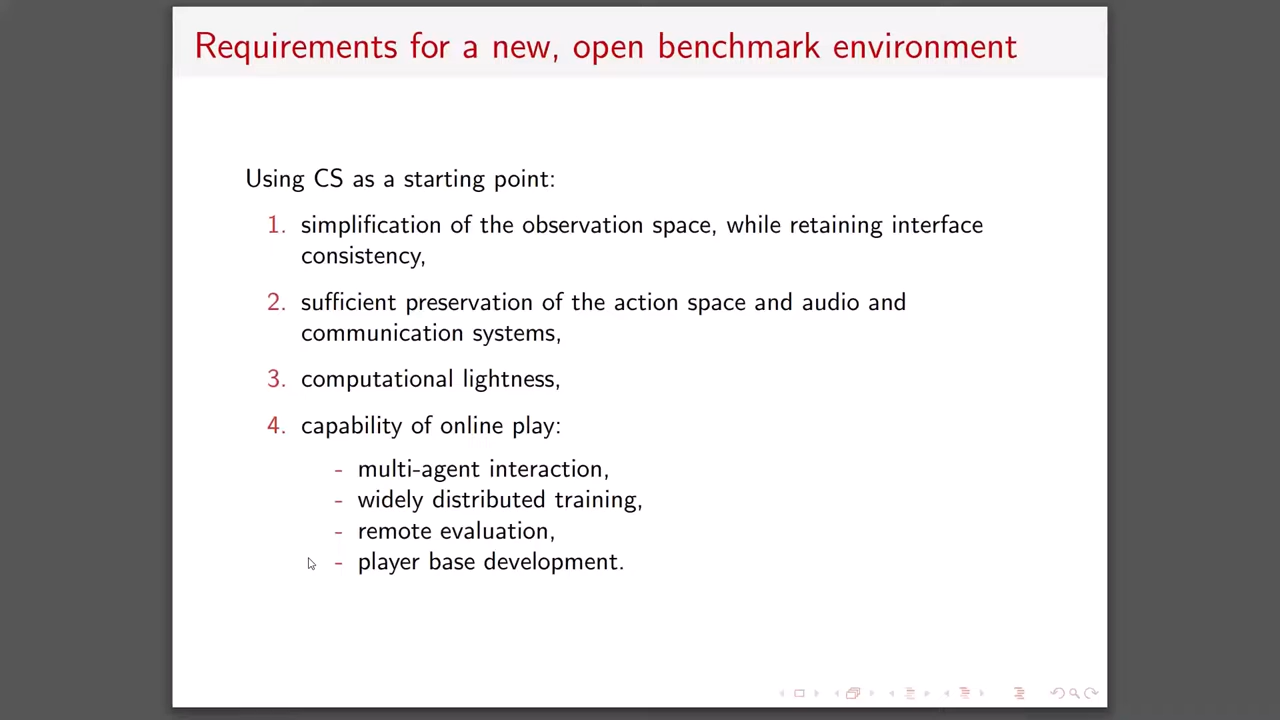 Requirements for a new, open benchmark environment
Using CS as a starting point:
1. simplification of the observation space, while retaining interface
consistency,
2. sufficient preservation of the action space and audio and
communication systems,
3. computational lightness,
4. capability of online play:
- multi-agent interaction,
- widely distributed training,
- remote evaluation,
- player base development.